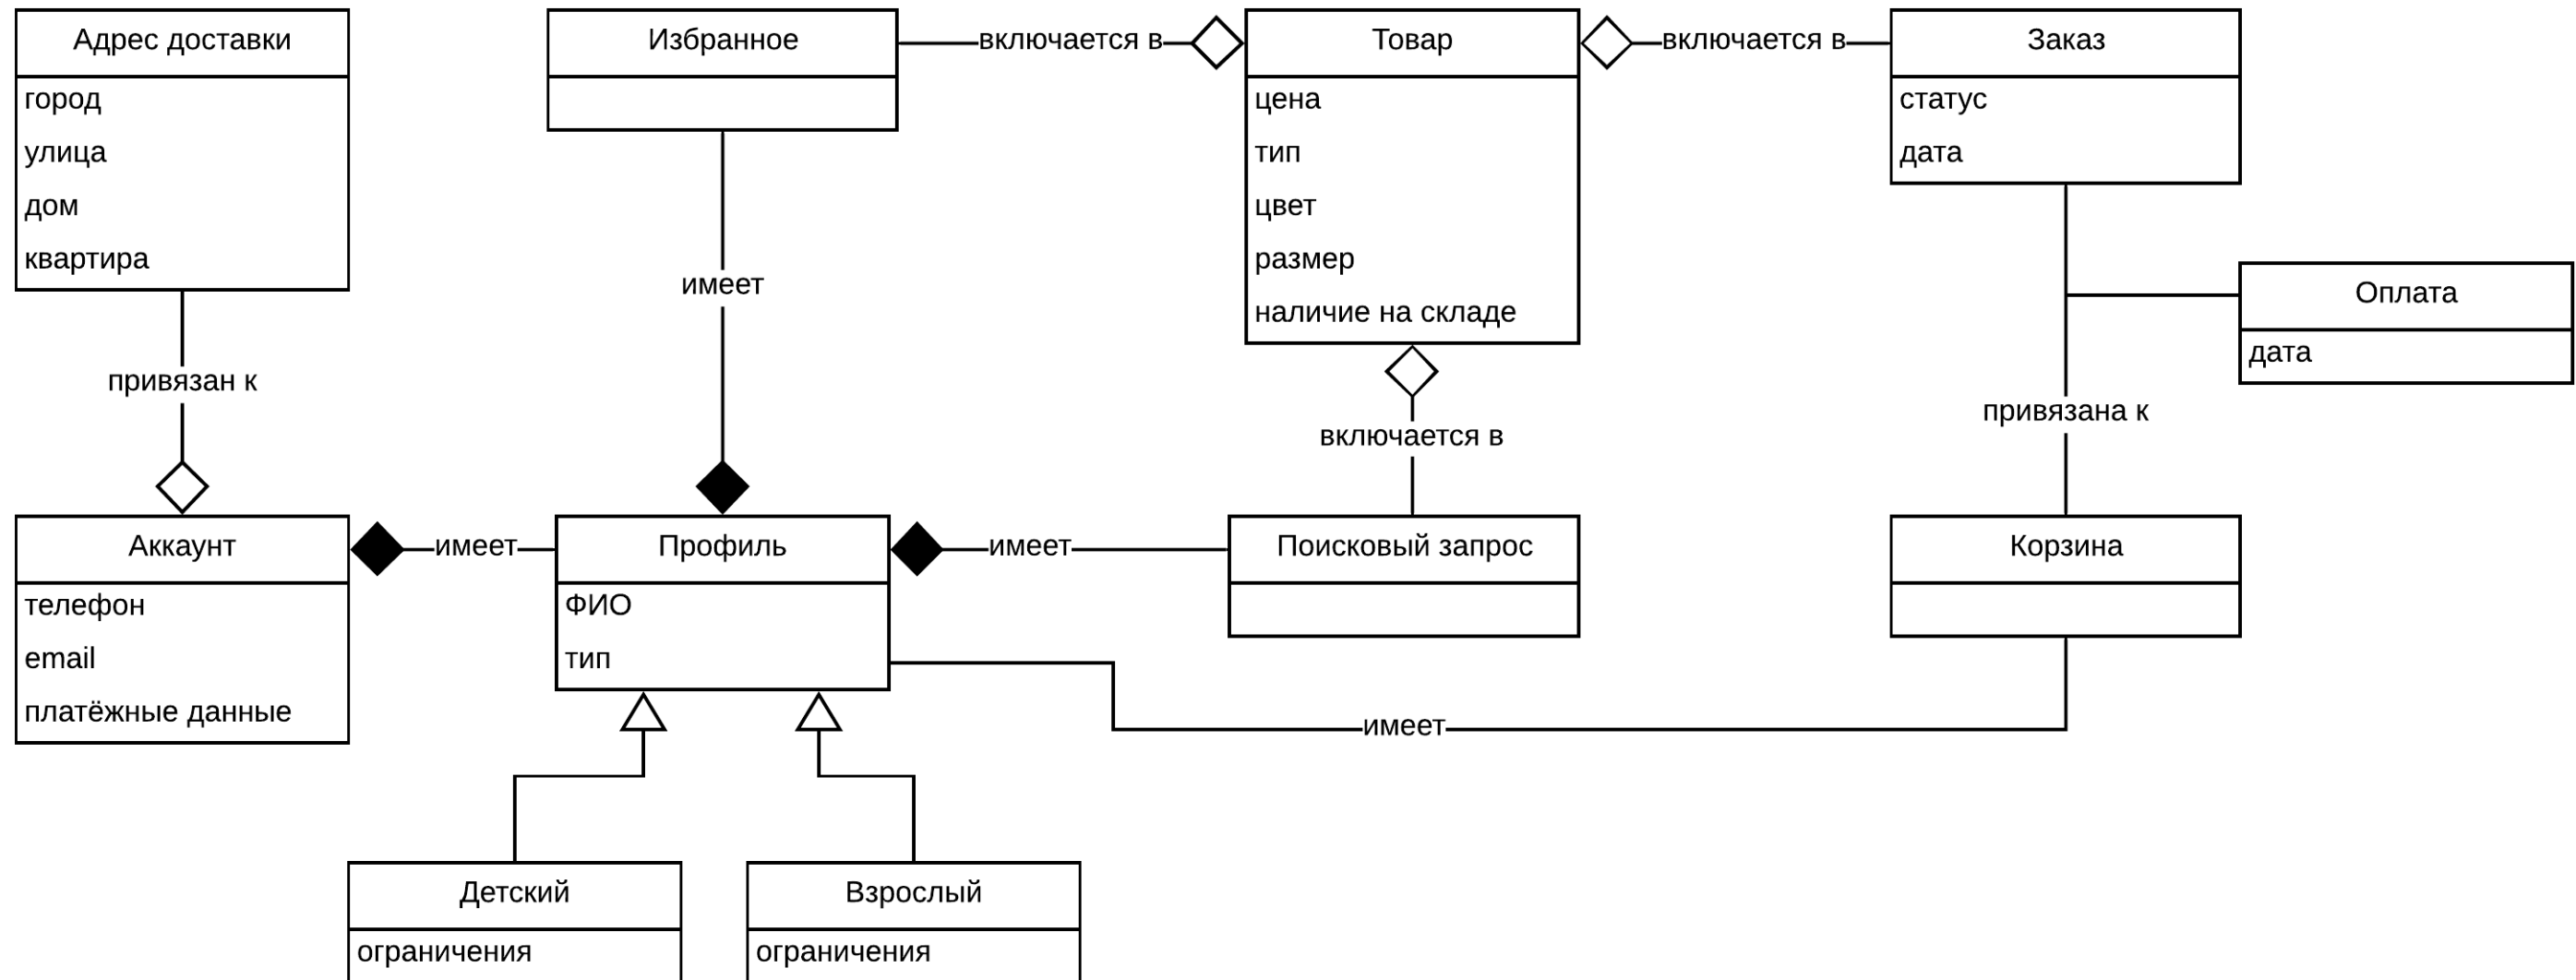 Адрес доставки
город
улица
дом
квартира
привязан к
Избранное
имеет
включается в
Товар
цена
тип
цвет
размер
наличие на складе
включается в
включается в
Заказ
статус
дата
Оплата
дата
привязана к
Аккаунт
телефон
email
платёжные данные
имеет
Профиль
ФИО
тип
имеет
Поисковый запрос
Корзина
имеет
Детский
ограничения
Взрослый
ограничения